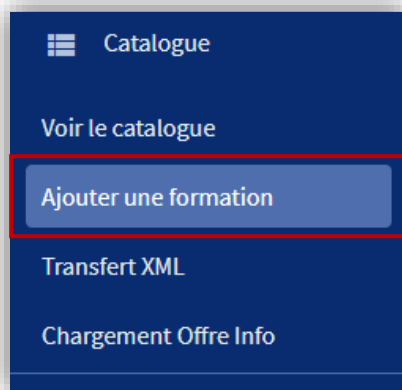 Catalogue
Voir le catalogue
Ajouter une formation
Transfert XML
Chargement Offre Info